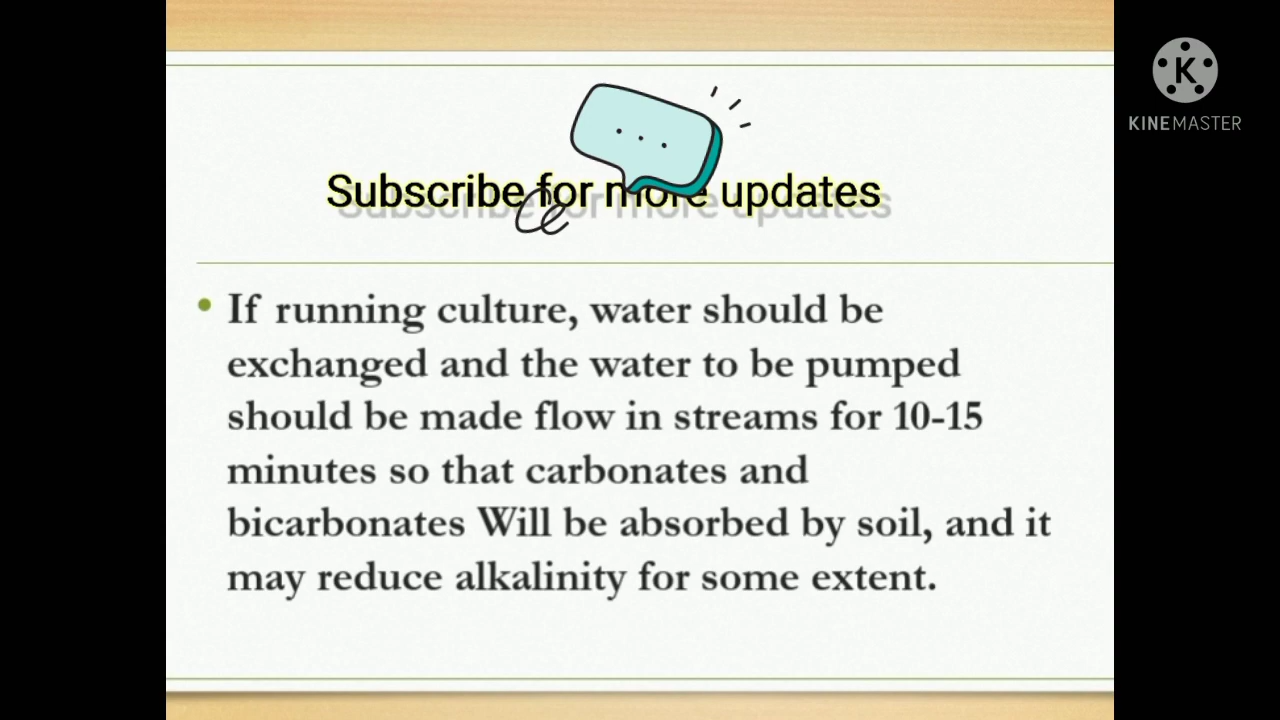 KINEMASTER
Subscribe for more updates
If running culture, water should be
exchanged and the water to be pumped
should be made flow in streams for 10-15
minutes so that carbonates and
bicarbonates Will be absorbed by soil, and it
may reduce alkalinity for some extent.